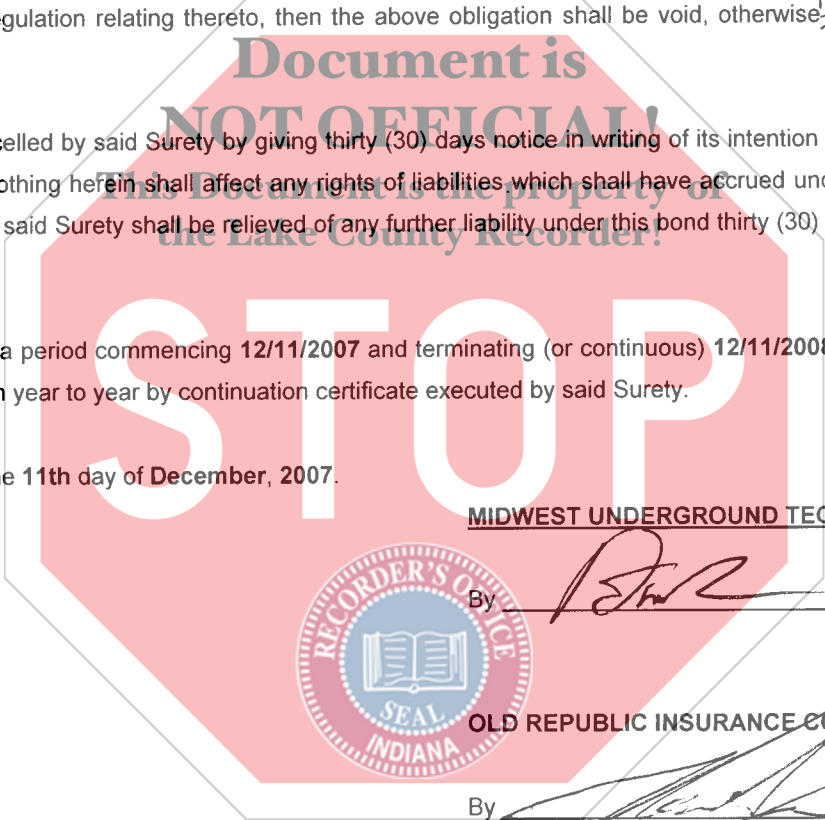 gulation relating thereto, then the above obligation shall be void, otherwise
Document is
NOT OFFICIAL!
celled by said Surety by giving thirty (30) days notice in writing of its intention
This Document is the property of
othing herein shall affect any rights of liabilities which shall have accrued und
the Lake County Recorder!
said Surety shall be relieved of any further liability under this bond thirty (30)
STOP
a period commencing 12/11/2007 and terminating (or continuous) 12/11/2008
year to year by continuation certificate executed by said Surety.
e 11th day of December, 2007.
MIDWEST UNDERGROUND TEC
By
RECORDER'S OFFICE
SEAL
INDIANA
OLD REPUBLIC INSURANCE CO
By